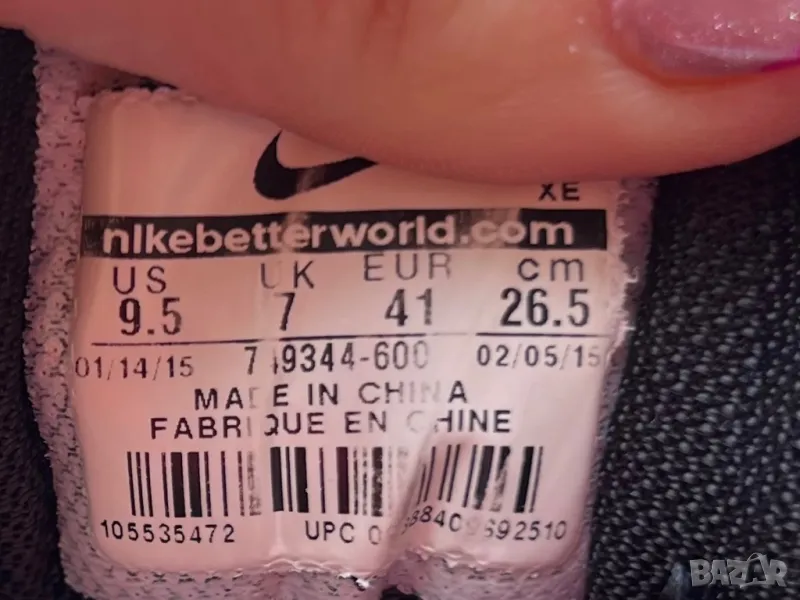 XE
nikebetterworld.com
US UK EUR cm
9.5 7 41 26.5
01/14/15 02/05/15
MADE IN CHINA
FABRIQUE EN CHINE
105535472 UPC
BAZAR